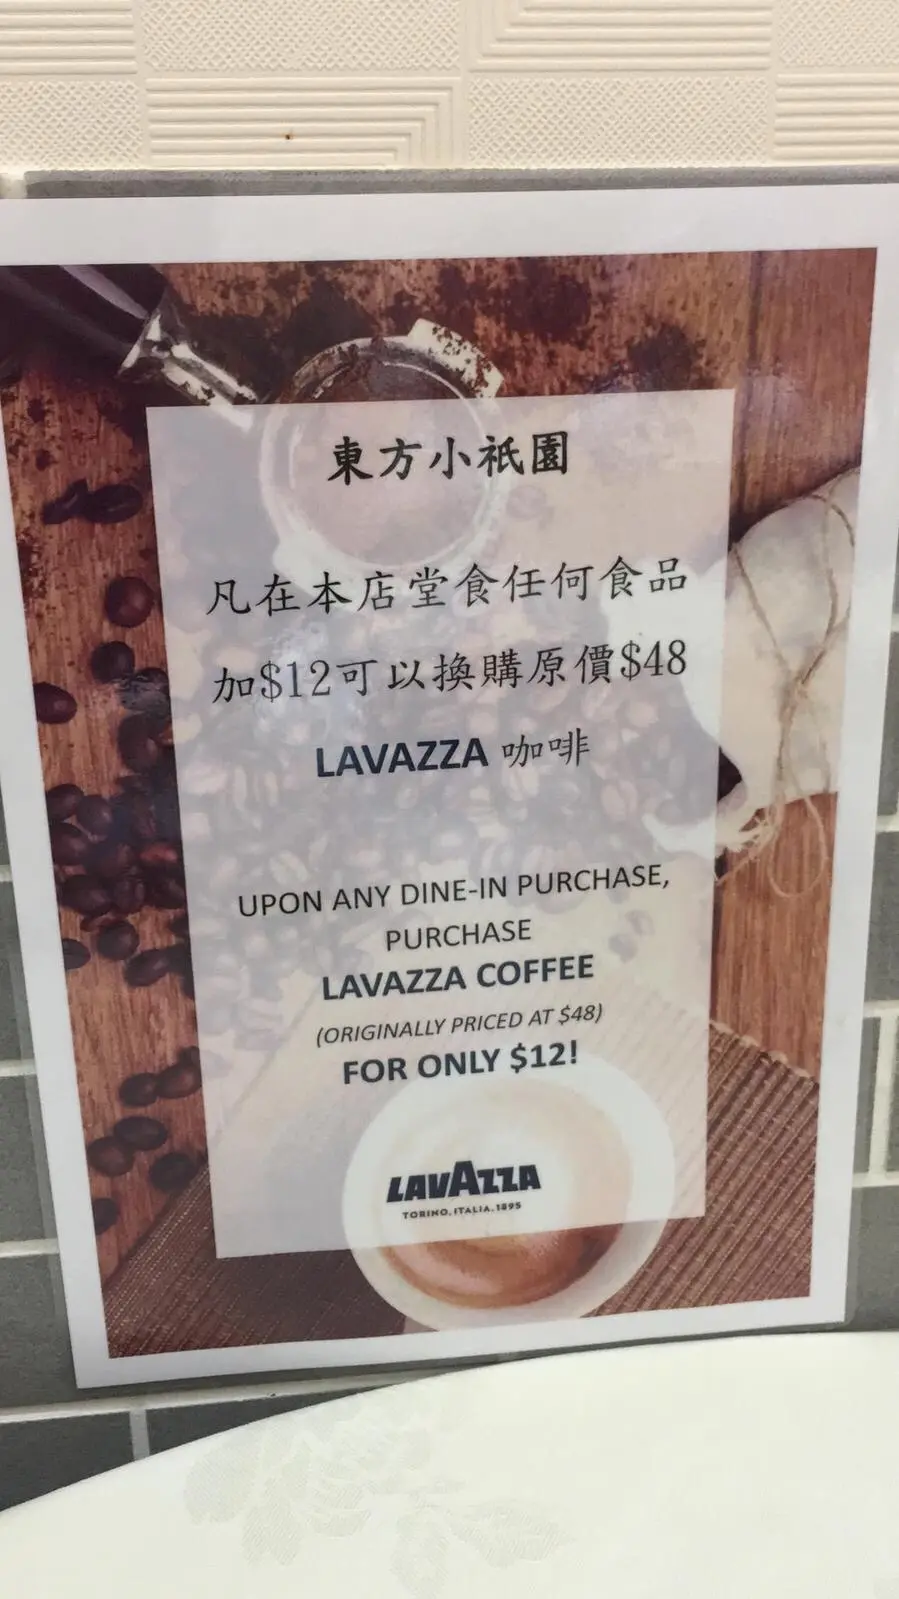 東方小祇園
凡在本店堂食任何食品
加$12可以換購原價$48
LAVAZZA 咖啡
UPON ANY DINE-IN PURCHASE,
PURCHASE
LAVAZZA COFFEE
(ORIGINALLY PRICED AT $48)
FOR ONLY $12!
LAVAZZA
TORINO, ITALIA, 1895